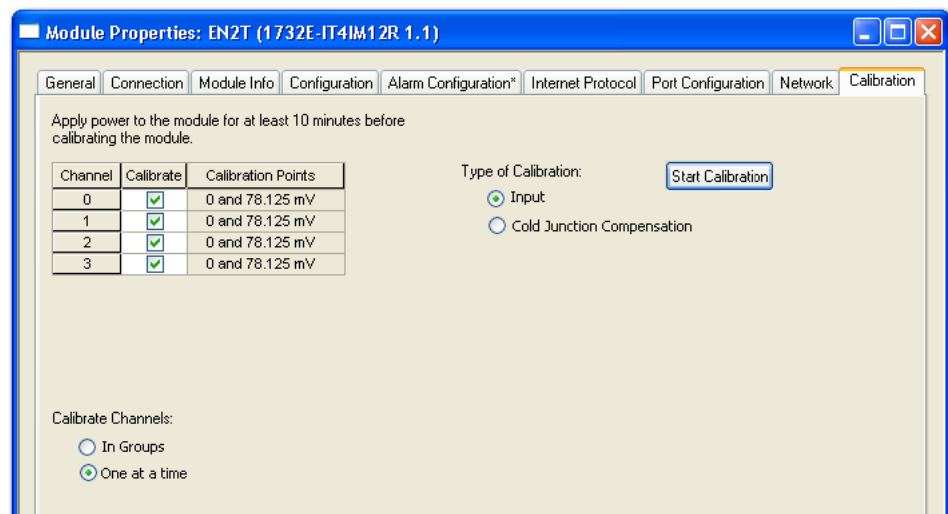 Module Properties: EN2T (1732E-IT4IM12R 1.1)
General Connection Module Info Configuration Alarm Configuration* Internet Protocol Port Configuration Network Calibration
Apply power to the module for at least 10 minutes before
calibrating the module.
Channel Calibrate Calibration Points
0 0 and 78.125 mV
1 0 and 78.125 mV
2 0 and 78.125 mV
3 0 and 78.125 mV
Type of Calibration:
Input
Cold Junction Compensation
Start Calibration
Calibrate Channels:
In Groups
One at a time